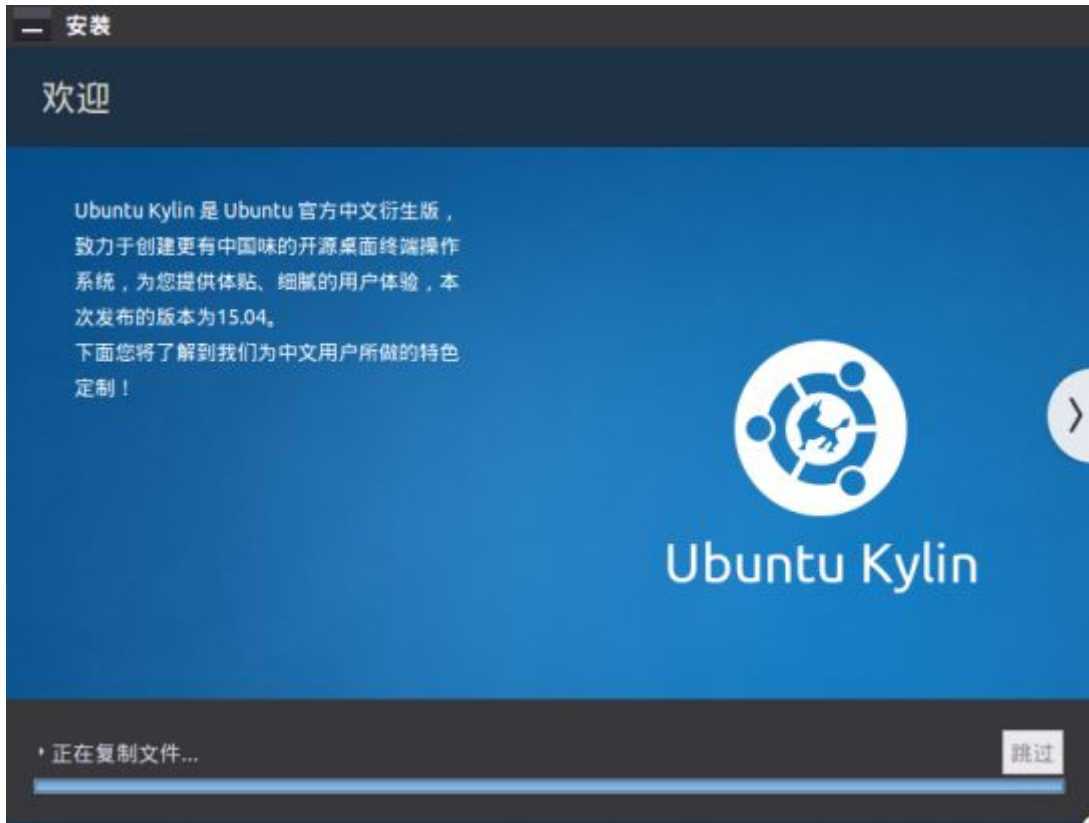 安装
欢迎
Ubuntu Kylin 是 Ubuntu 官方中文衍生版，
致力于创建更有中国味的开源桌面终端操作
系统，为您提供体贴、细腻的用户体验，本
次发布的版本为15.04。
下面您将了解到我们为中文用户所做的特色
定制！
Ubuntu Kylin
正在复制文件...
跳过